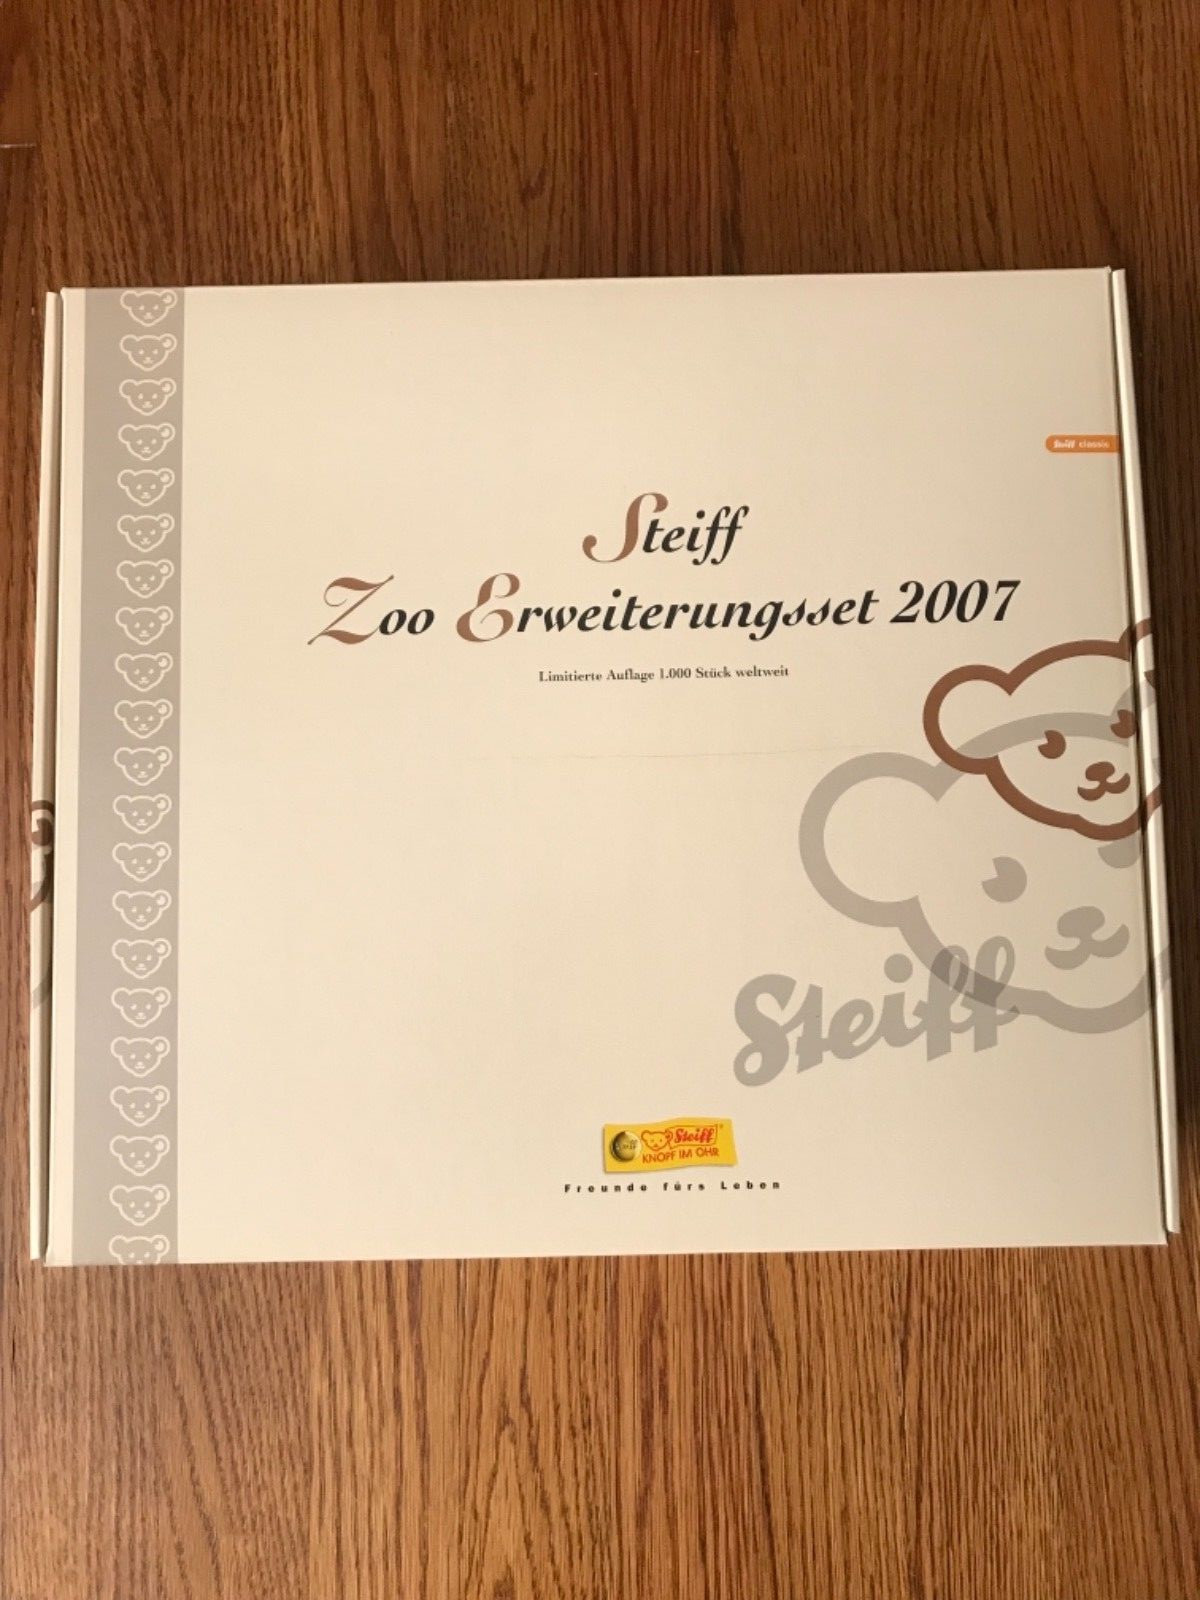 Steiff classic
Steiff
Zoo Erweiterungsset 2007
Limitierte Auflage 1.000 Stück weltweit
Steiff
Steiff Steiff®
KNOPF IM OHR
Freunde fürs Leben